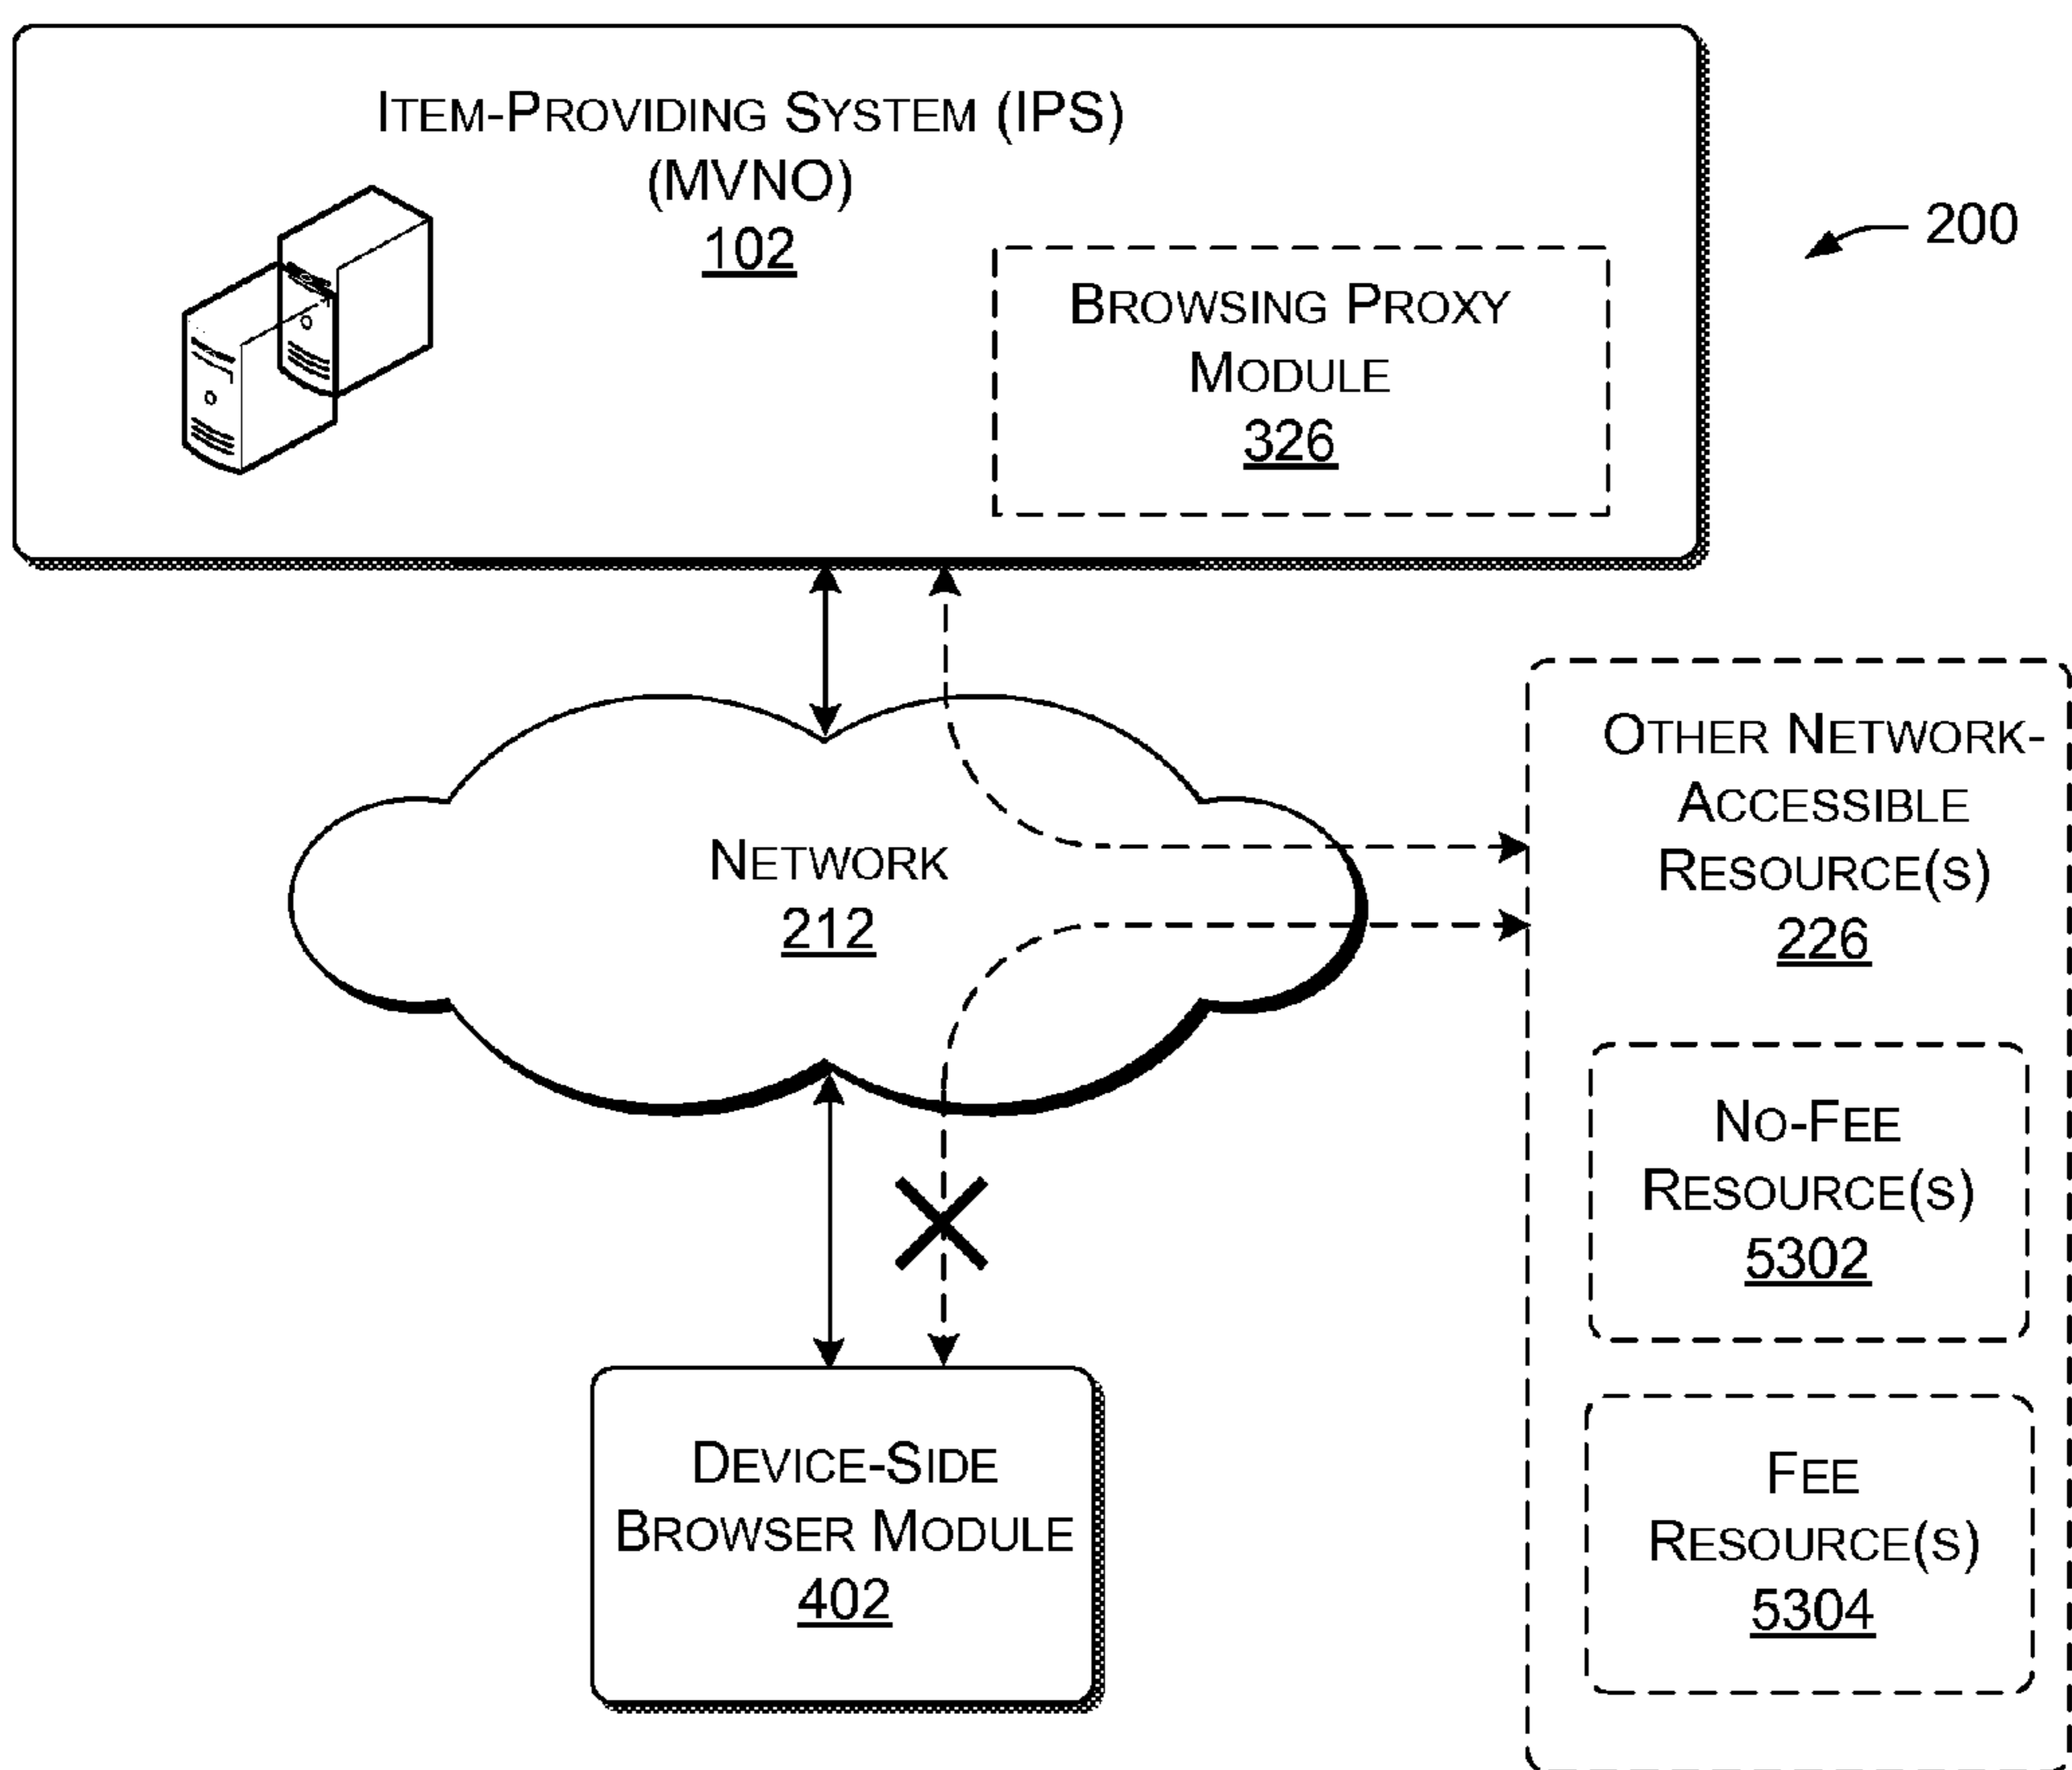 ITEM-PROVIDING SYSTEM (IPS)
(MVNO)
102
200
BROWSING PROXY
MODULE
326
OTHER NETWORK-
ACCESSIBLE
RESOURCE(S)
226
NETWORK
212
NO-FEE
RESOURCE(S)
5302
FEE
RESOURCE(S)
5304
DEVICE-SIDE
BROWSER MODULE
402